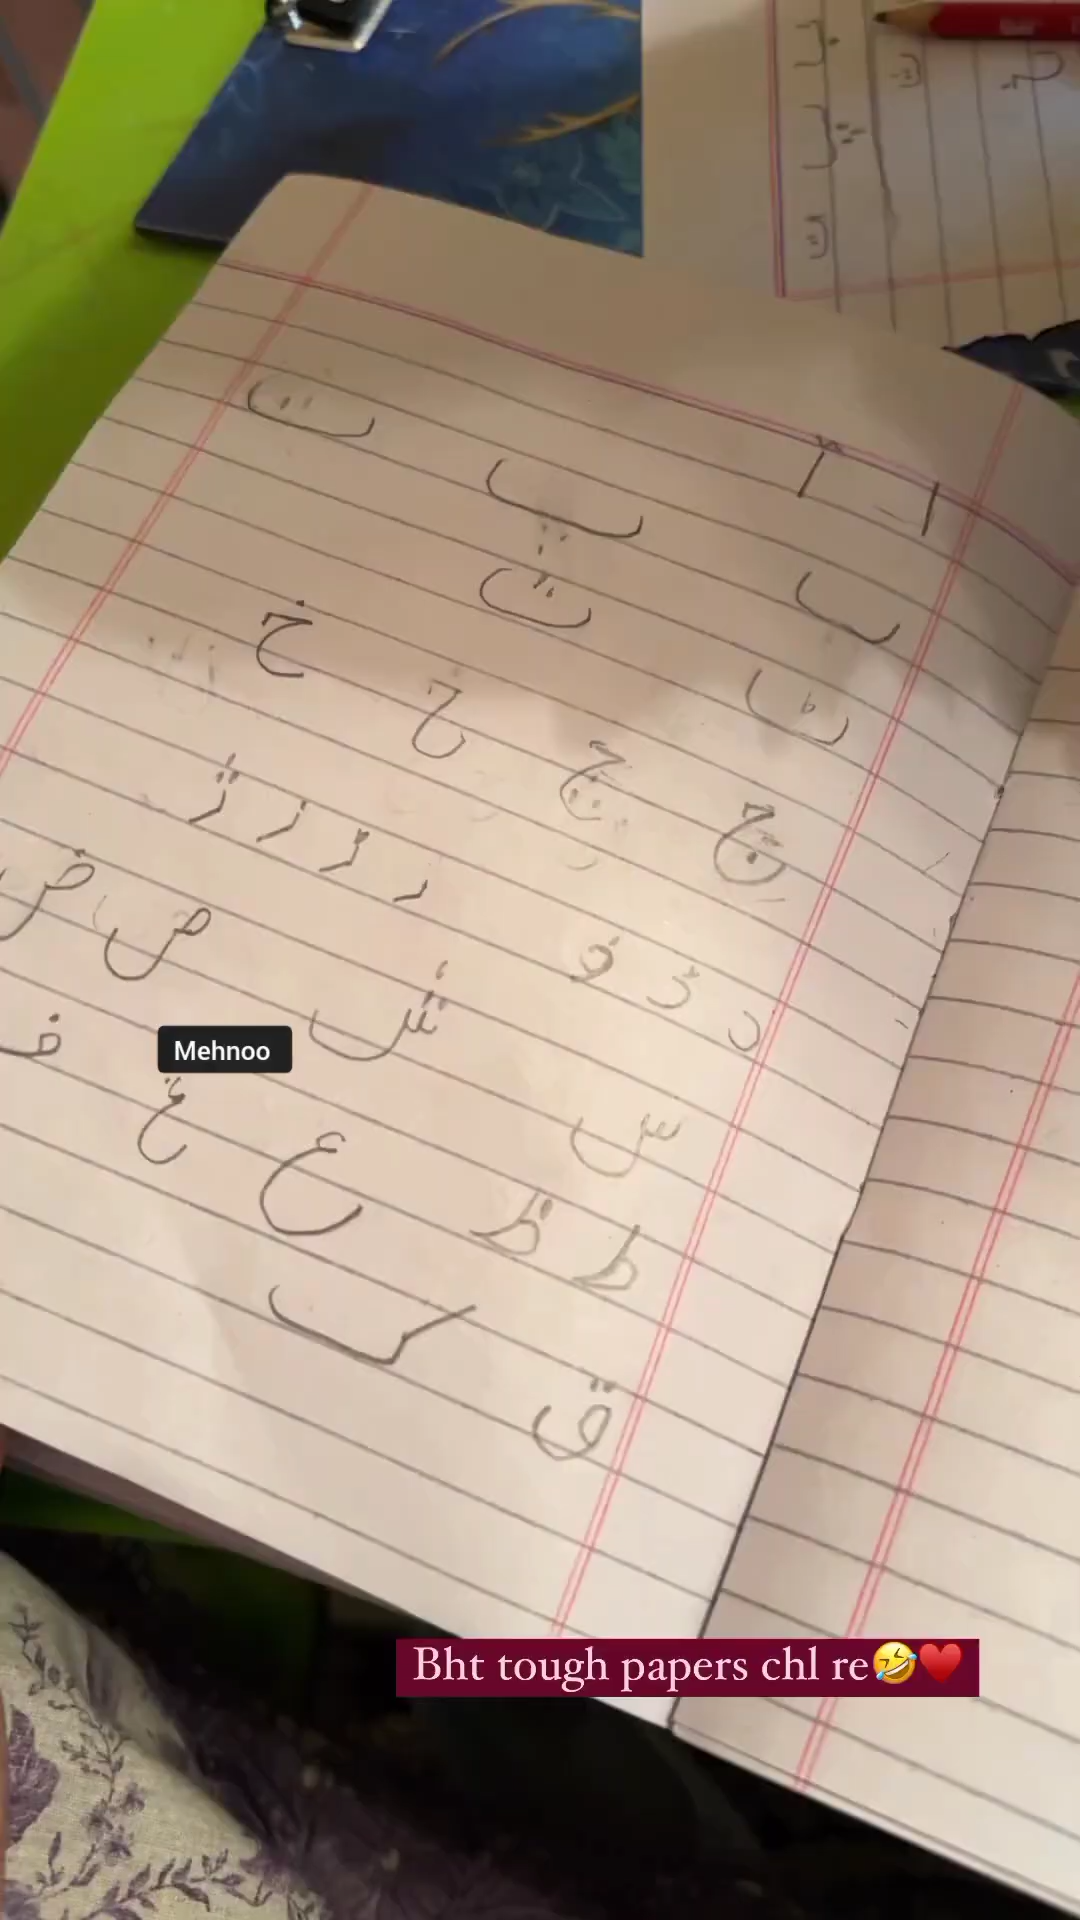 ا آ
ب پ ت
ٹ ث
ج چ ح خ
د ڈ ذ
ر ڑ ز ژ
س ش ص ض
ط ظ ع غ ف
ق ک
Mehnoo
Bht tough papers chl re🤣♥️